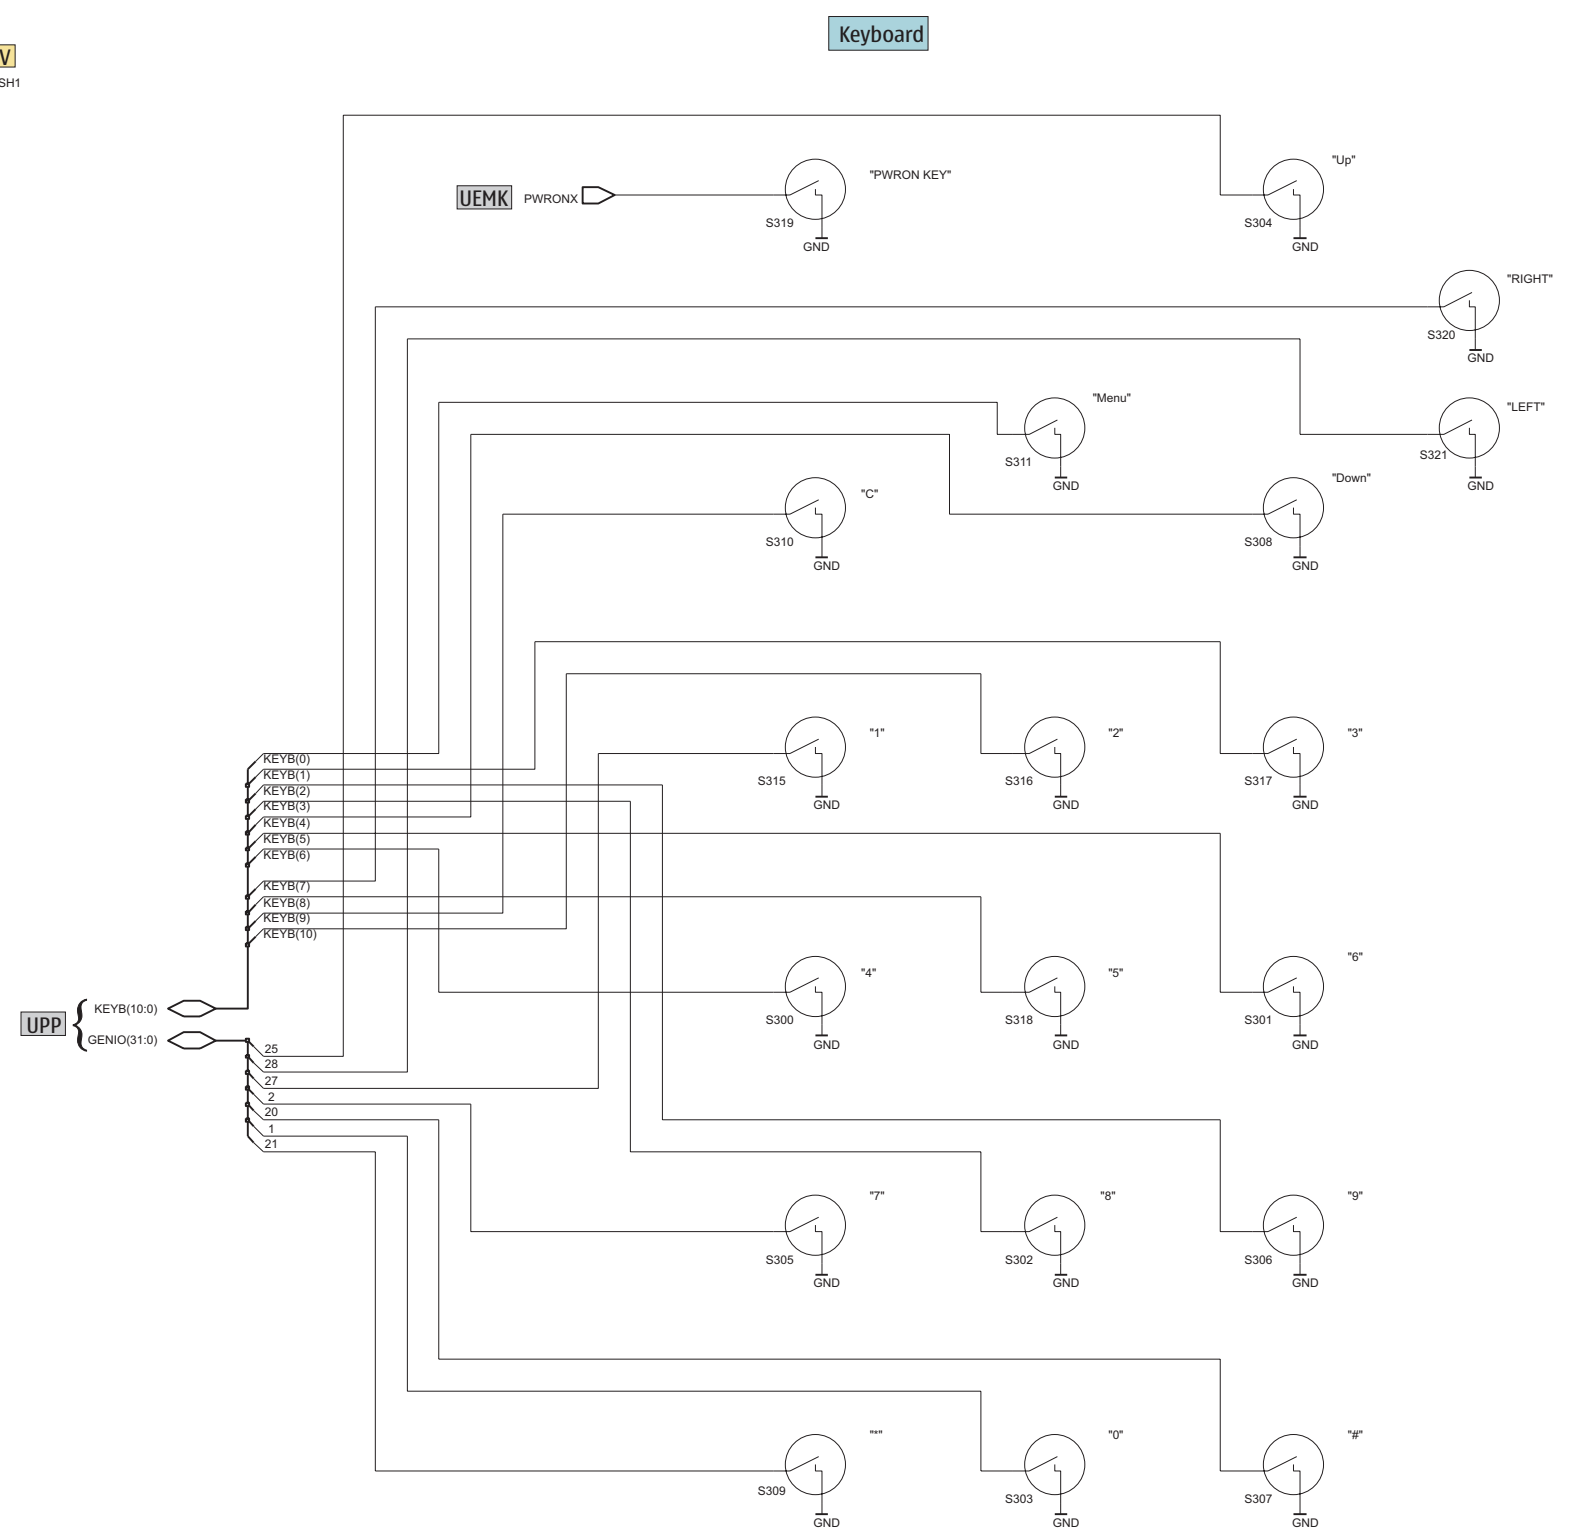 Keyboard
V
SH1
"Up"
"PWRON KEY"
UEMK PWRONX
S319 S304
GND GND
"RIGHT"
S320
GND
"Menu" "LEFT"
S311 S321
GND GND
"C" "Down"
S310 S308
GND GND
"1" "2" "3"
KEYB(0)
KEYB(1)
S315 S316 S317
KEYB(2)
GND GND GND
KEYB(3)
KEYB(4)
KEYB(5)
KEYB(6)
KEYB(7)
KEYB(8)
KEYB(9)
KEYB(10)
"4" "5" "6"
KEYB(10:0)
S300 S318 S301
UPP
GENIO(31:0)
GND GND GND
25
28
27
2
20
1
21
"7" "8" "9"
S305 S302 S306
GND GND GND
"*" "0" "#"
S309 S303 S307
GND GND GND